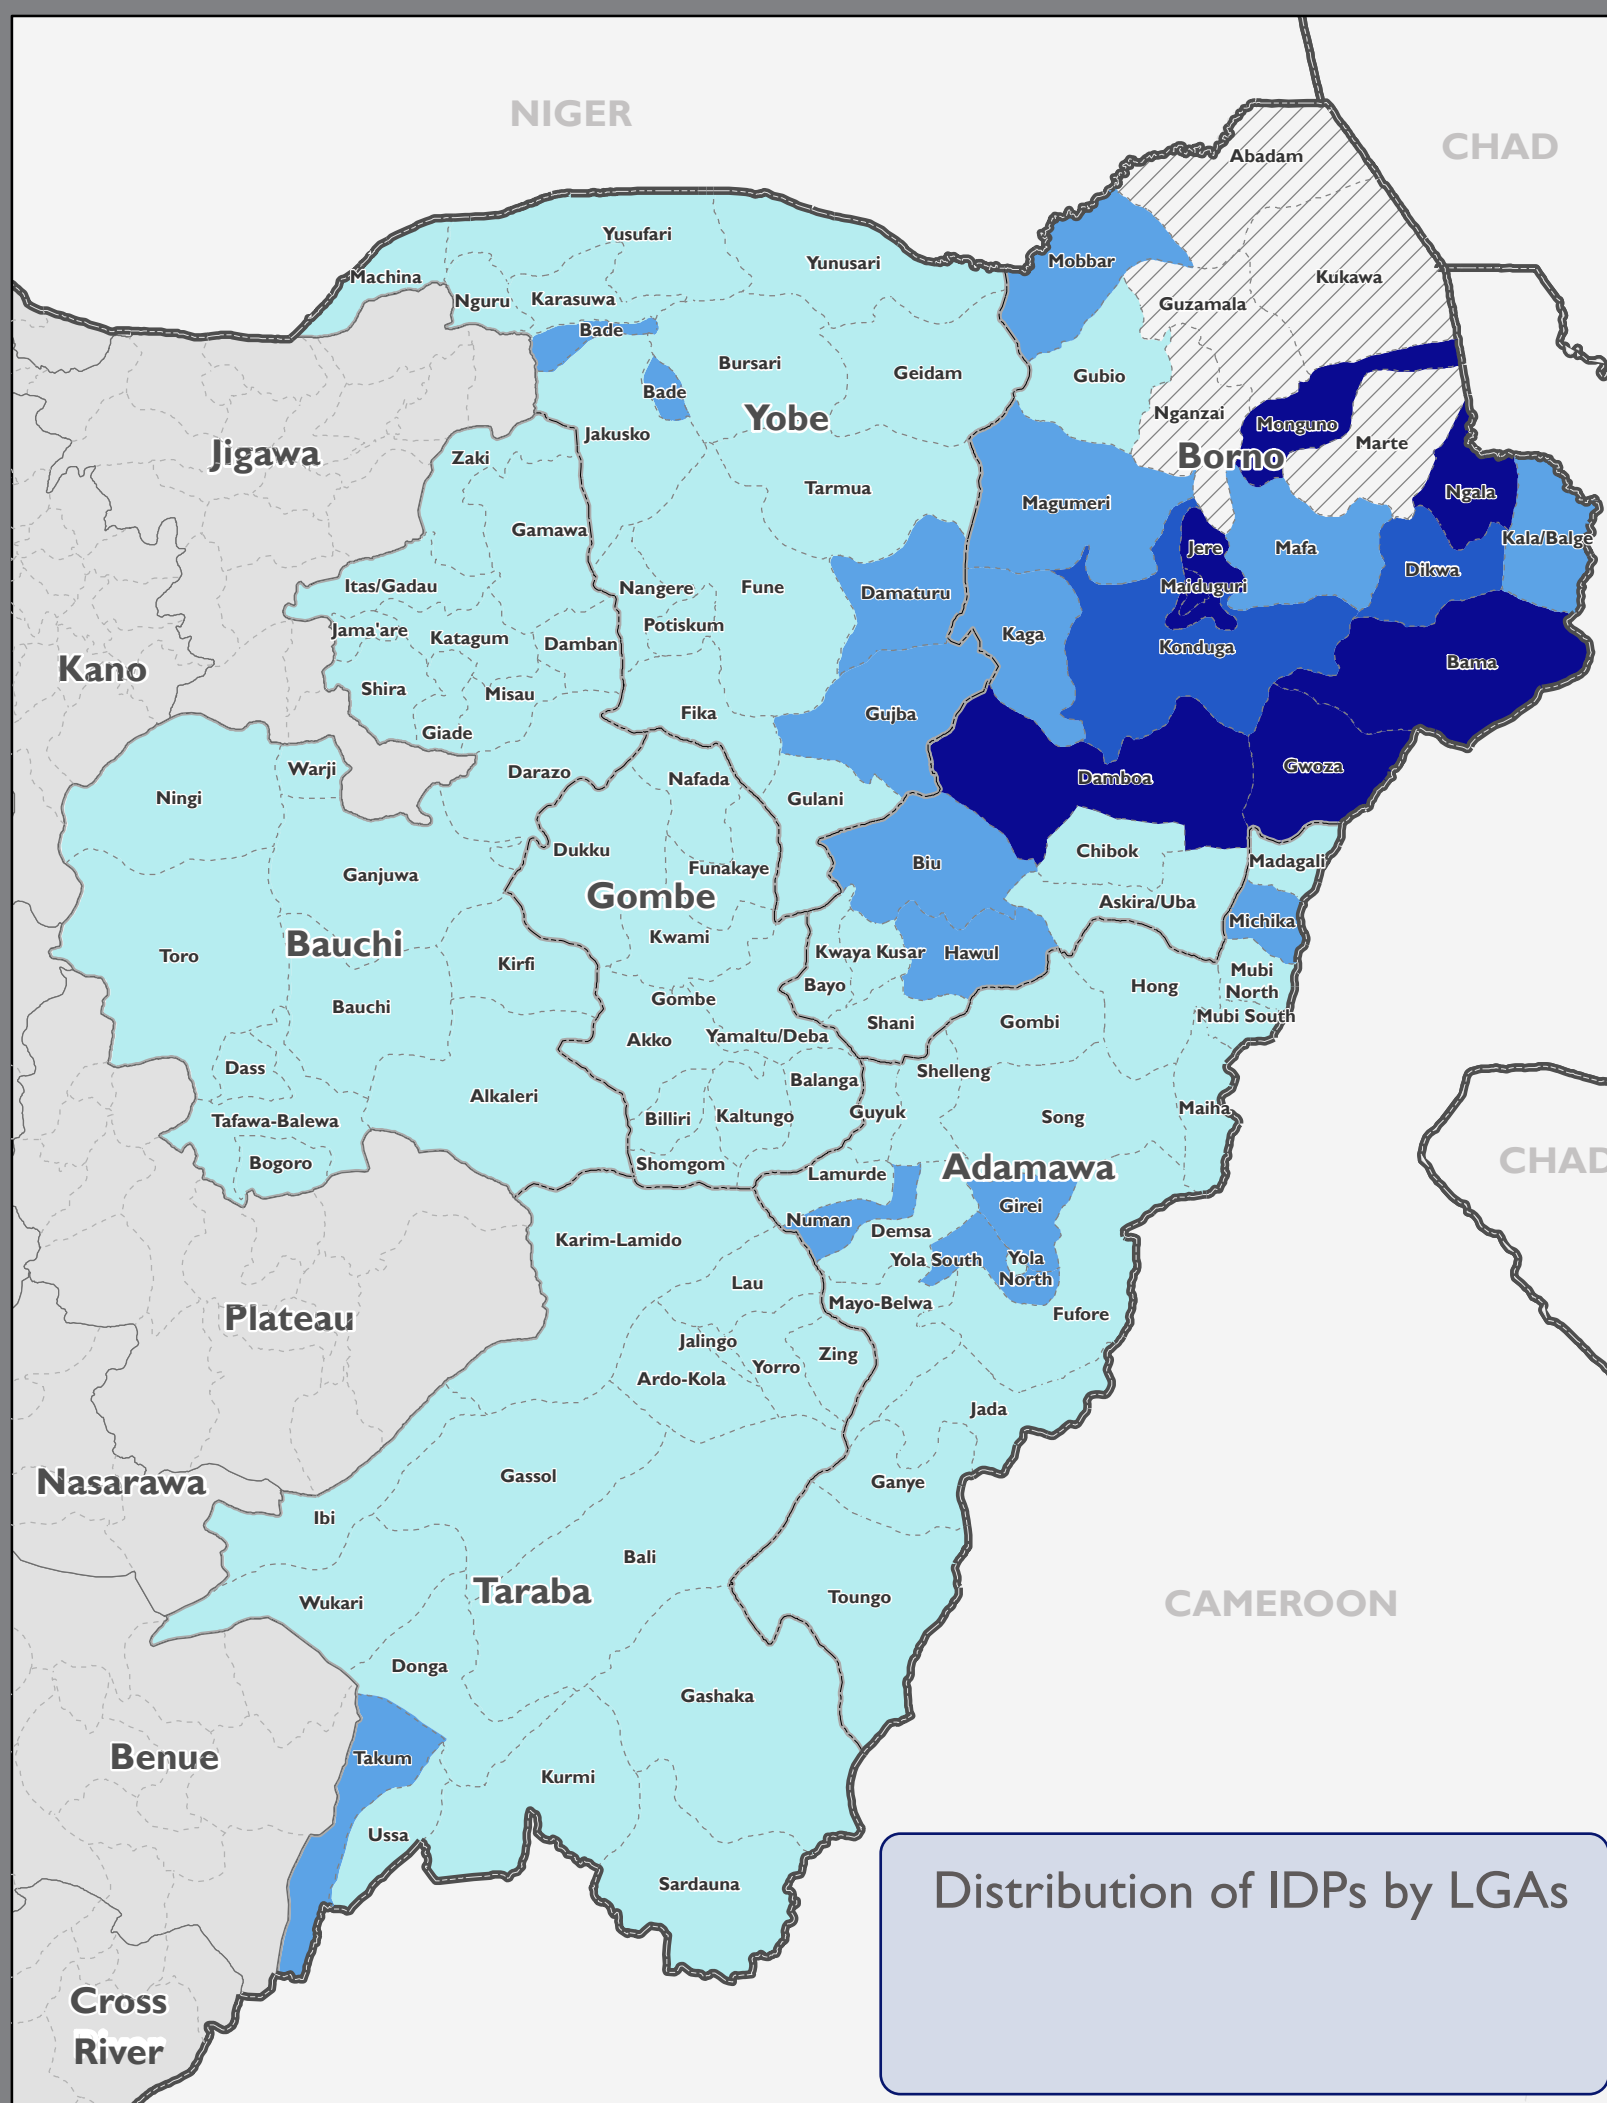 NIGER
CHAD
Abadam
Yusufari
Mobbar
Yunusari
Machina
Kukawa
Nguru
Karasuwa
Guzamala
Bade
Bursari
Geidam
Gubio
Bade
Nganzai
Yobe
Monguno
Jakusko
Marte
Jigawa
Zaki
Borno
Tarmua
Ngala
Magumeri
Gamawa
Kala/Balge
Jere
Mafa
Dikwa
Itas/Gadau
Nangere
Fune
Damaturu
Maiduguri
Jama'are
Potiskum
Katagum
Damban
Kaga
Konduga
Kano
Bama
Shira
Misau
Fika
Gujba
Giade
Warji
Darazo
Nafada
Damboa
Gwoza
Ningi
Gulani
Dukku
Chibok
Madagali
Biu
Ganjuwa
Funakaye
Gombe
Askira/Uba
Michika
Bauchi
Kwami
Toro
Kirfi
Kwaya Kusar
Hawul
Mubi
North
Bayo
Hong
Bauchi
Gombe
Shani
Gombi
Mubi South
Akko
Yamaltu/Deba
Dass
Shelleng
Balanga
Alkaleri
Guyuk
Maiha
Billiri
Kaltungo
Song
Tafawa-Balewa
Bogoro
Shomgom
Lamurde
Adamawa
CHAD
Girei
Numan
Demsa
Karim-Lamido
Yola South
Yola
North
Lau
Mayo-Belwa
Fufore
Plateau
Jalingo
Zing
Yorro
Ardo-Kola
Jada
Nasarawa
Gassol
Ganye
Ibi
Bali
Taraba
Wukari
Toungo
CAMEROON
Donga
Gashaka
Benue
Takum
Kurmi
Ussa
Sardauna
Distribution of IDPs by LGAs
Cross
River